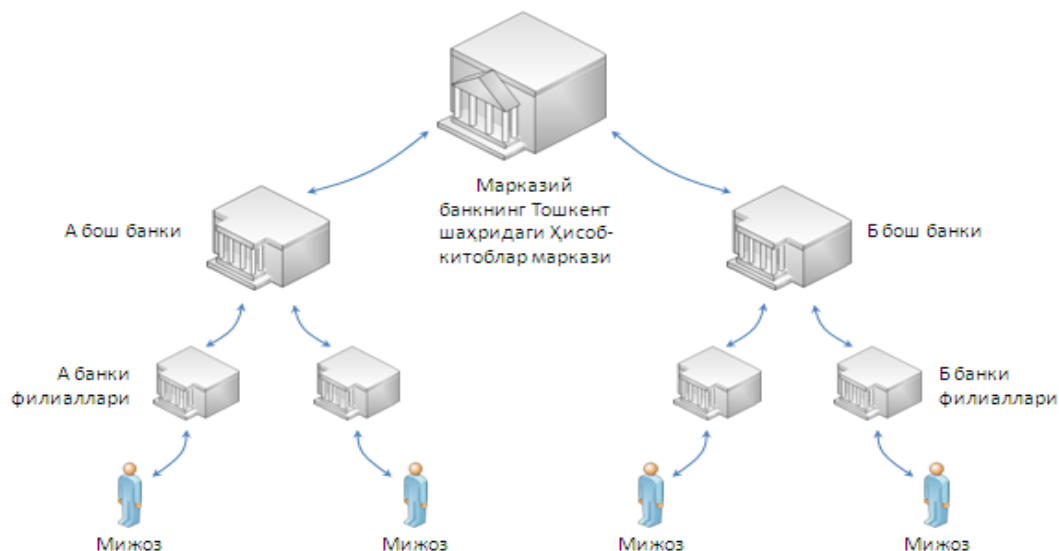 Марказий
банкнинг Тошкент
шаҳридаги Ҳисоб-
китоблар маркази
А бош банки
Б бош банки
А банки
филиаллари
Б банки
филиаллари
Мижоз
Мижоз
Мижоз
Мижоз